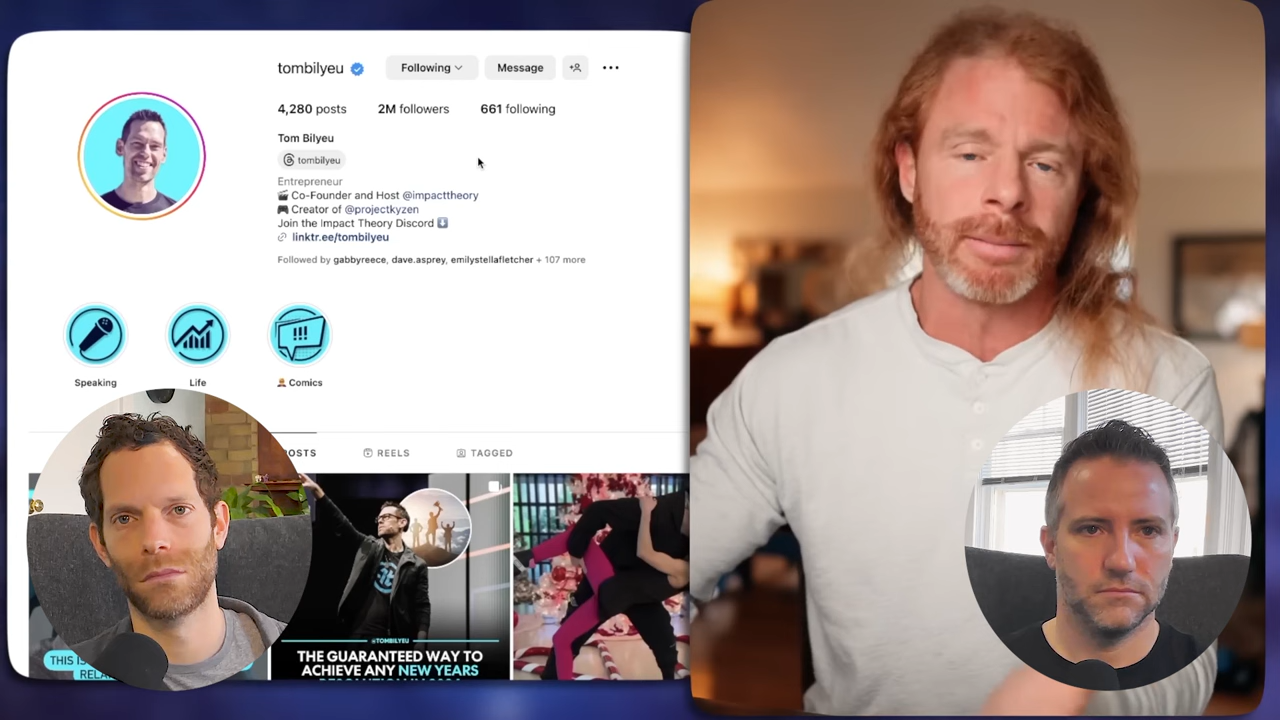 tombilyeu
Following
Message
4,280 posts
2M followers
661 following
Tom Bilyeu
tombilyeu
Entrepreneur
🎬 Co-Founder and Host @impacttheory
🎮 Creator of @projectkyzen
Join the Impact Theory Discord ⬇️
linktr.ee/tombilyeu
Followed by gabbyreece, dave.asprey, emilystellafletcher + 107 more
Speaking
Life
Comics
POSTS
REELS
TAGGED
THIS IS
@TOMBILYEU
THE GUARANTEED WAY TO
ACHIEVE ANY NEW YEARS